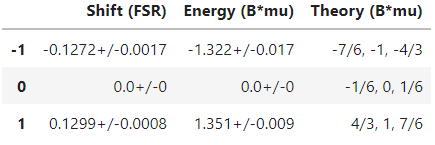 Shift (FSR) Energy (B*mu) Theory (B*mu)
-1 -0.1272+/-0.0017 -1.322+/-0.017 -7/6, -1, -4/3
0 0.0+/-0 0.0+/-0 -1/6, 0, 1/6
1 0.1299+/-0.0008 1.351+/-0.009 4/3, 1, 7/6